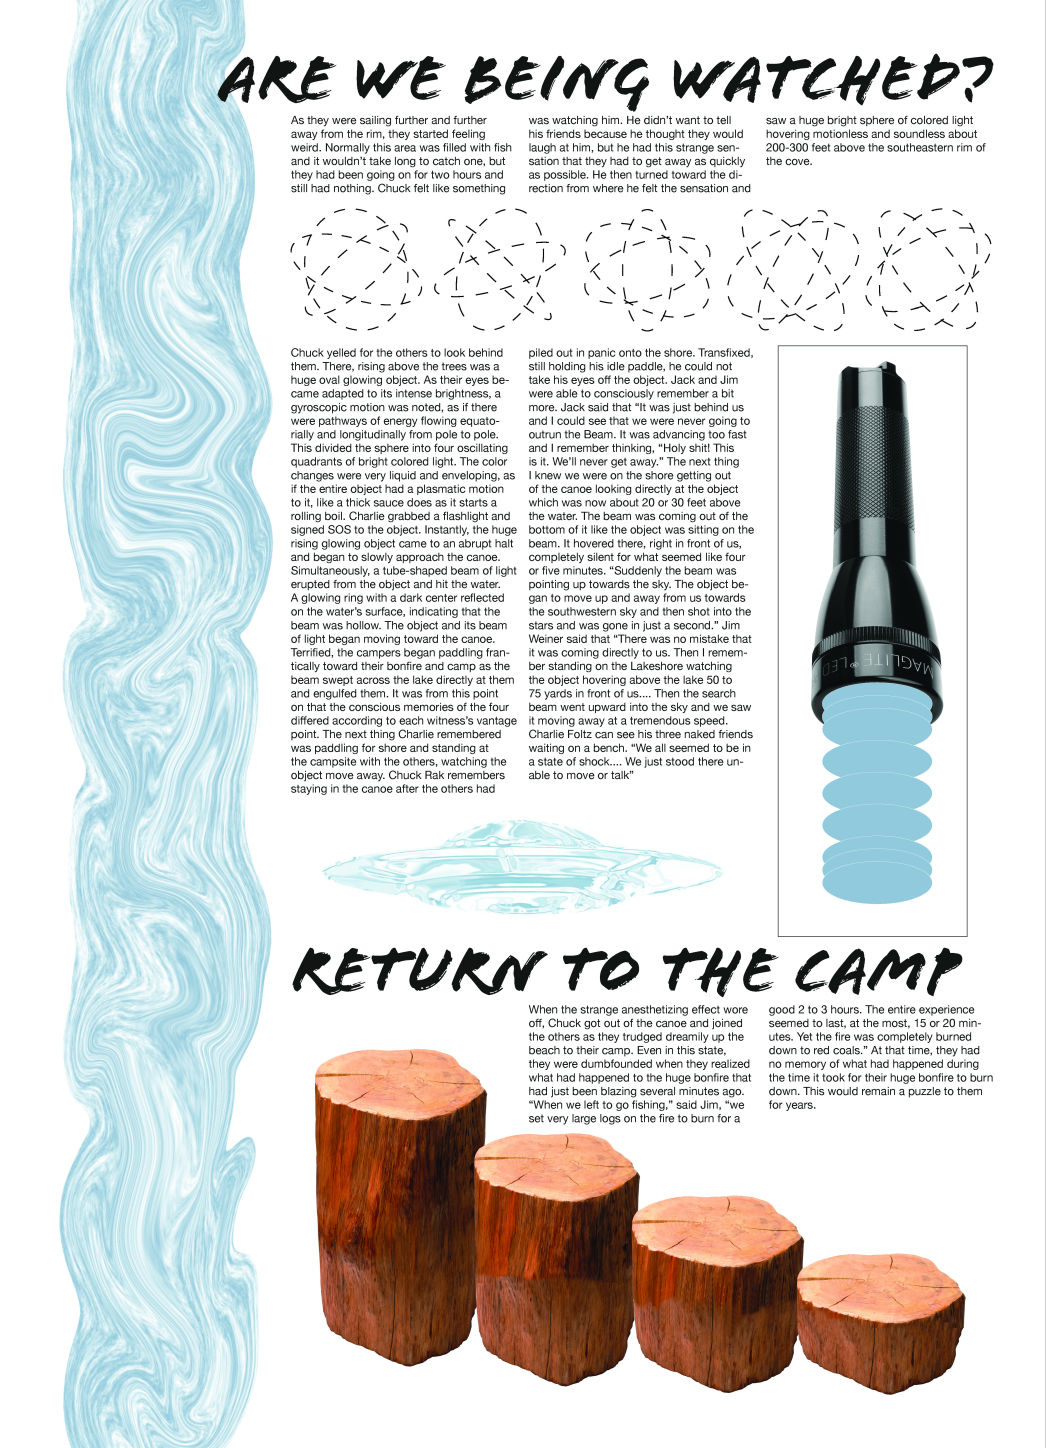 ARE WE BEING WATCHED?
As they were sailing further and further
away from the rim, they started feeling
weird. Normally this area was filled with fish
and it wouldn't take long to catch one, but
they had been going on for two hours and
still had nothing. Chuck felt like something
was watching him. He didn't want to tell
his friends because he thought they would
laugh at him, but he had this strange sen-
sation that they had to get away as quickly
as possible. He then turned toward the di-
rection from where he felt the sensation and
saw a huge bright sphere of colored light
hovering motionless and soundless about
200-300 feet above the southeastern rim of
the cove.
Chuck yelled for the others to look behind
them. There, rising above the trees was a
huge oval glowing object. As their eyes be-
came adapted to its intense brightness, a
gyroscopic motion was noted, as if there
were pathways of energy flowing equato-
rially and longitudinally from pole to pole.
This divided the sphere into four oscillating
quadrants of bright colored light. The color
changes were very liquid and enveloping, as
if the entire object had a plasmatic motion
to it, like a thick sauce does as it starts a
rolling boil. Charlie grabbed a flashlight and
signed SOS to the object. Instantly, the huge
rising glowing object came to an abrupt halt
and began to slowly approach the canoe.
Simultaneously, a tube-shaped beam of light
erupted from the object and hit the water.
A glowing ring with a dark center reflected
on the water's surface, indicating that the
beam was hollow. The object and its beam
of light began moving toward the canoe.
Terrified, the campers began paddling fran-
tically toward their bonfire and camp as the
beam swept across the lake directly at them
and engulfed them. It was from this point
on that the conscious memories of the four
differed according to each witness's vantage
point. The next thing Charlie remembered
was paddling for shore and standing at
the campsite with the others, watching the
object move away. Chuck Rak remembers
staying in the canoe after the others had
piled out in panic onto the shore. Transfixed,
still holding his idle paddle, he could not
take his eyes off the object. Jack and Jim
were able to consciously remember a bit
more. Jack said that "It was just behind us
and I could see that we were never going to
outrun the Beam. It was advancing too fast
and I remember thinking, "Holy shit! This
is it. We'll never get away." The next thing
I knew we were on the shore getting out
of the canoe looking directly at the object
which was now about 20 or 30 feet above
the water. The beam was coming out of the
bottom of it like the object was sitting on the
beam. It hovered there, right in front of us,
completely silent for what seemed like four
or five minutes. "Suddenly the beam was
pointing up towards the sky. The object be-
gan to move up and away from us towards
the southwestern sky and then shot into the
stars and was gone in just a second." Jim
Weiner said that "There was no mistake that
it was coming directly to us. Then I remem-
ber standing on the Lakeshore watching
the object hovering above the lake 50 to
75 yards in front of us.... Then the search
beam went upward into the sky and we saw
it moving away at a tremendous speed.
Charlie Foltz can see his three naked friends
waiting on a bench. "We all seemed to be in
a state of shock.... We just stood there un-
able to move or talk"
MAGLITE® LED
RETURN TO THE CAMP
When the strange anesthetizing effect wore
off, Chuck got out of the canoe and joined
the others as they trudged dreamily up the
beach to their camp. Even in this state,
they were dumbfounded when they realized
what had happened to the huge bonfire that
had just been blazing several minutes ago.
"When we left to go fishing," said Jim, "we
set very large logs on the fire to burn for a
good 2 to 3 hours. The entire experience
seemed to last, at the most, 15 or 20 min-
utes. Yet the fire was completely burned
down to red coals." At that time, they had
no memory of what had happened during
the time it took for their huge bonfire to burn
down. This would remain a puzzle to them
for years.